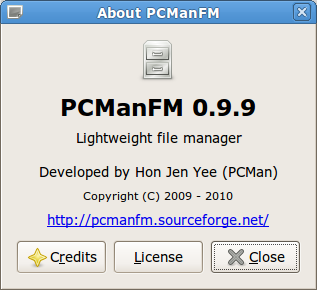 About PCManFM
PCManFM 0.9.9
Lightweight file manager
Developed by Hon Jen Yee (PCMan)
Copyright (C) 2009 - 2010
http://pcmanfm.sourceforge.net/
Credits
License
Close